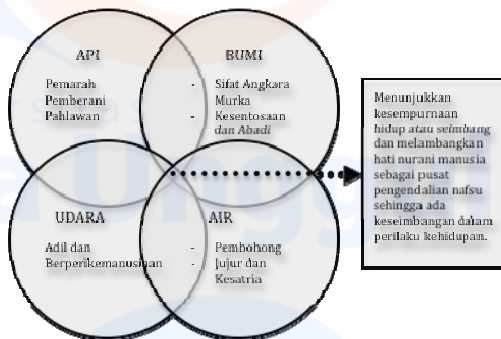 API
Pemarah
Pemberani
Pahlawan
BUMI
- Sifat Angkara
Murka
- Kesentosaan
dan Abadi
UDARA
Adil dan
Berperikemanusiaan
AIR
- Pembohong
- Jujur dan
Kesatria
Menunjukkan
kesempurnaan
hidup atau seimbang
dan melambangkan
hati nurani manusia
sebagai pusat
pengendalian nafsu
sehingga ada
keseimbangan dalam
perilaku kehidupan.